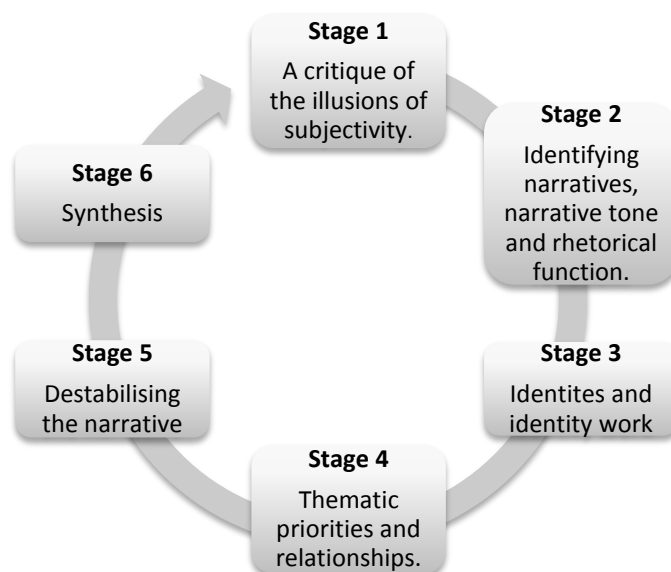 Stage 1
A critique of
the illusions of
subjectivity.
Stage 2
Identifying
narratives,
narrative tone
and rhetorical
function.
Stage 3
Identites and
identity work
Stage 4
Thematic
priorities and
relationships.
Stage 5
Destabilising
the narrative
Stage 6
Synthesis